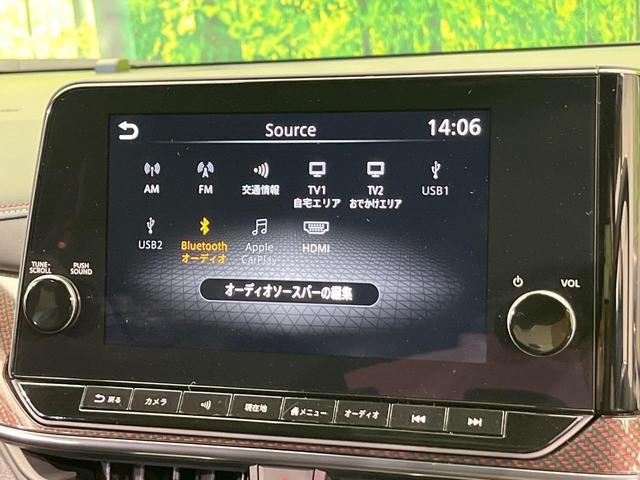 Source
14:06
AM
FM
交通情報
TV1
自宅エリア
TV2
おでかけエリア
USB1
USB2
Bluetooth
オーディオ
Apple
CarPlay
HDMI
オーディオソースバーの編集
TUNE・
SCROLL
PUSH
SOUND
VOL
戻る
カメラ
現在地
メニュー
オーディオ